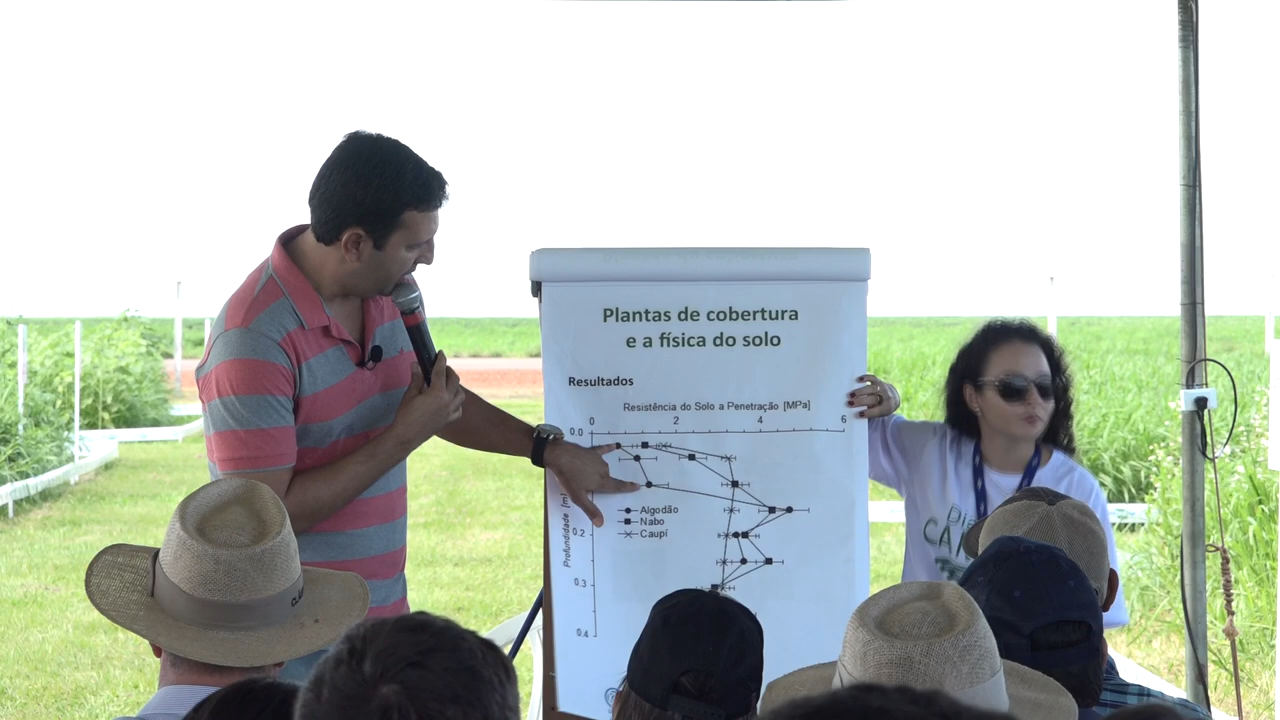 Plantas de cobertura
e a física do solo
Resultados
Resistência do Solo a Penetração [MPa]
0 2 4 6
0.0
Algodão
Nabo
0.2
Caupí
Profundidade [m]
0.3
0.4